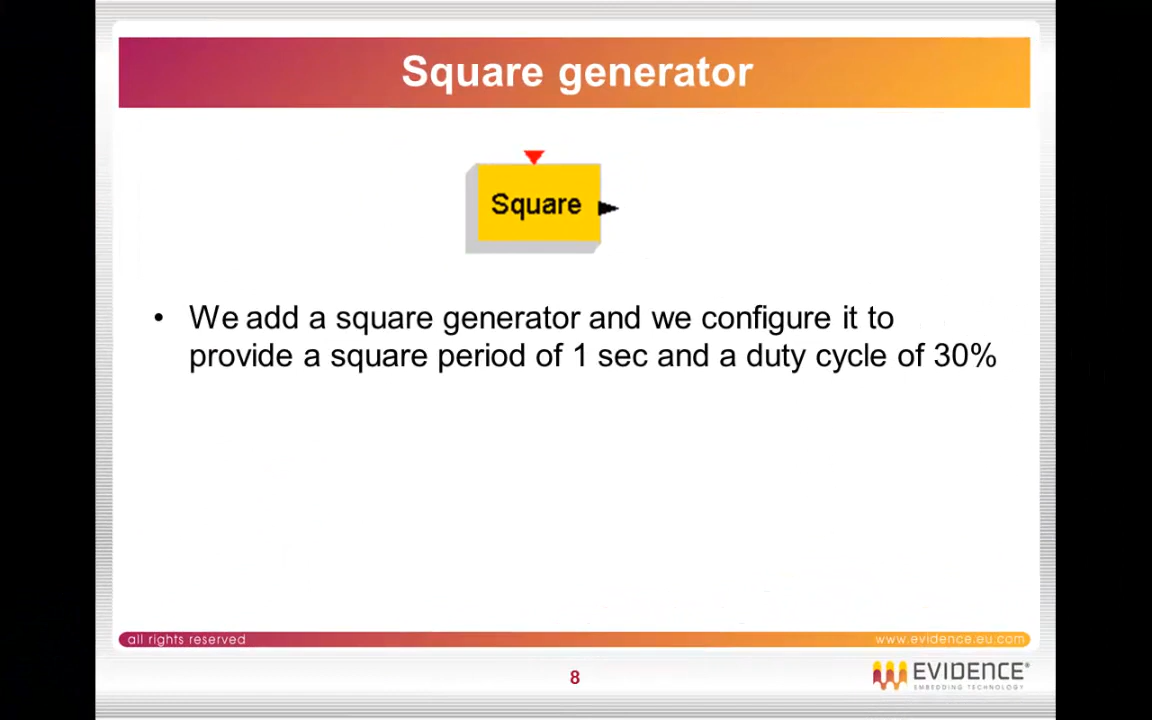 Square generator
Square
• We add a square generator and we configure it to
provide a square period of 1 sec and a duty cycle of 30%
all rights reserved
www.evidence.eu.com
8
EVIDENCE®
EMBEDDING TECHNOLOGY